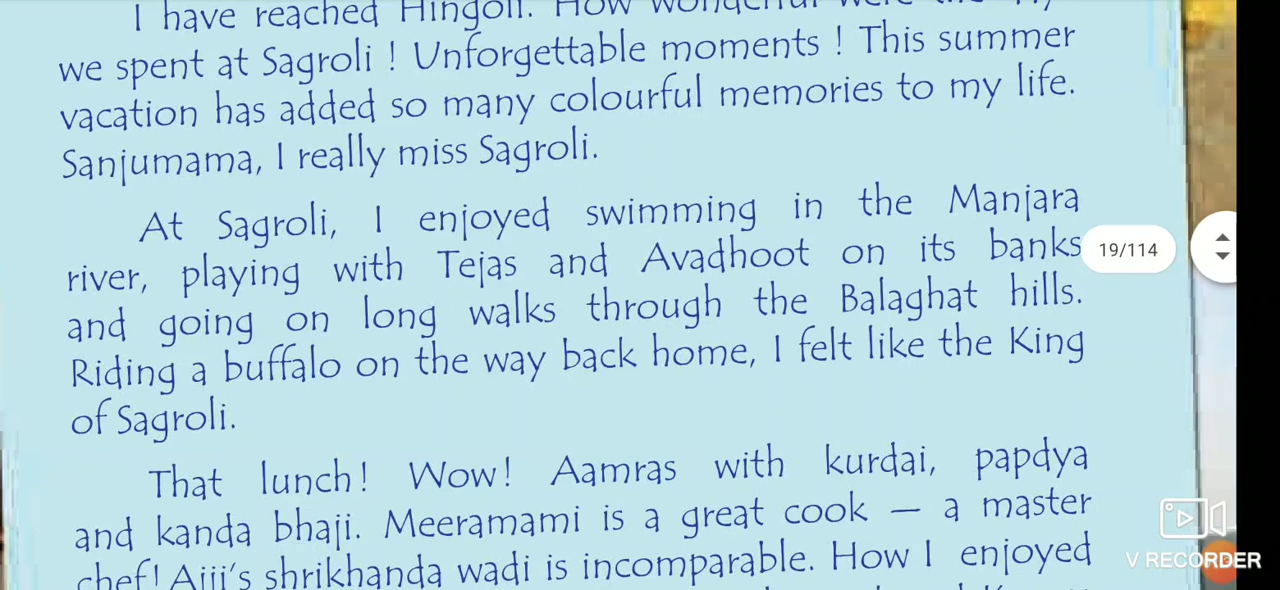 I have reached Hingoli. How wonderful were the
we spent at Sagroli ! Unforgettable moments ! This summer
vacation has added so many colourful memories to my life.
Sanjumama, I really miss Sagroli.
At Sagroli, I enjoyed swimming in the Manjara
river, playing with Tejas and Avadhoot on its banks
and going on long walks through the Balaghat hills.
Riding a buffalo on the way back home, I felt like the King
of Sagroli.
That lunch! Wow! Aamras with kurdai, papdya
and kanda bhaji. Meeramami is a great cook — a master
chef! Ajji's shrikhanda wadi is incomparable. How I enjoyed
19/114
V RECORDER